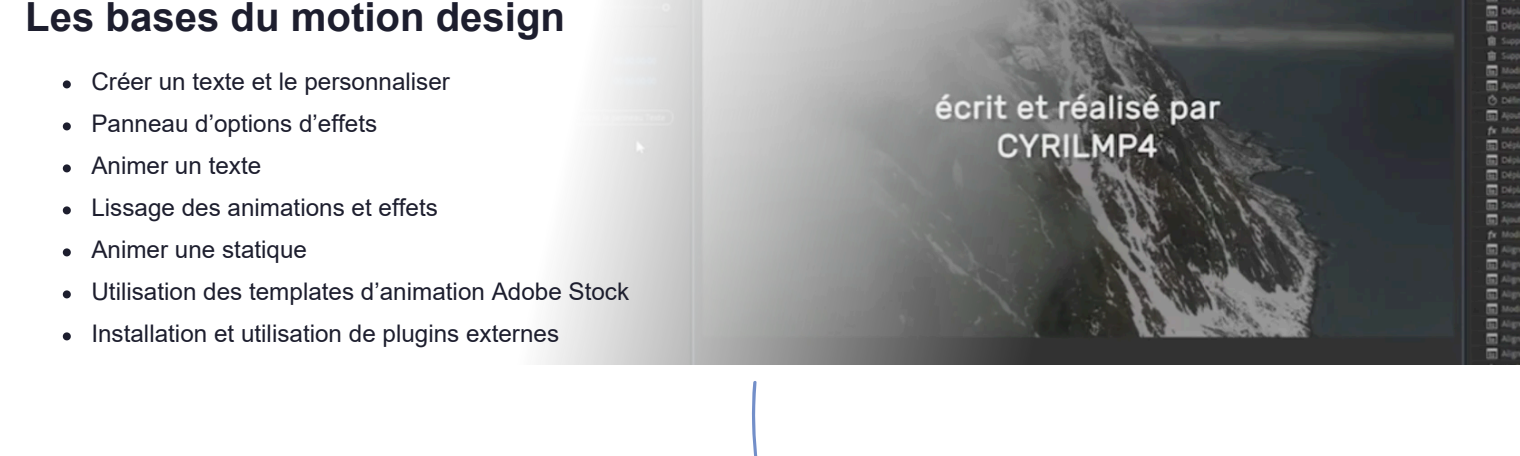 Les bases du motion design
Créer un texte et le personnaliser
Panneau d’options d’effets
Animer un texte
Lissage des animations et effets
Animer une statique
Utilisation des templates d’animation Adobe Stock
Installation et utilisation de plugins externes
écrit et réalisé par
CYRILMP4